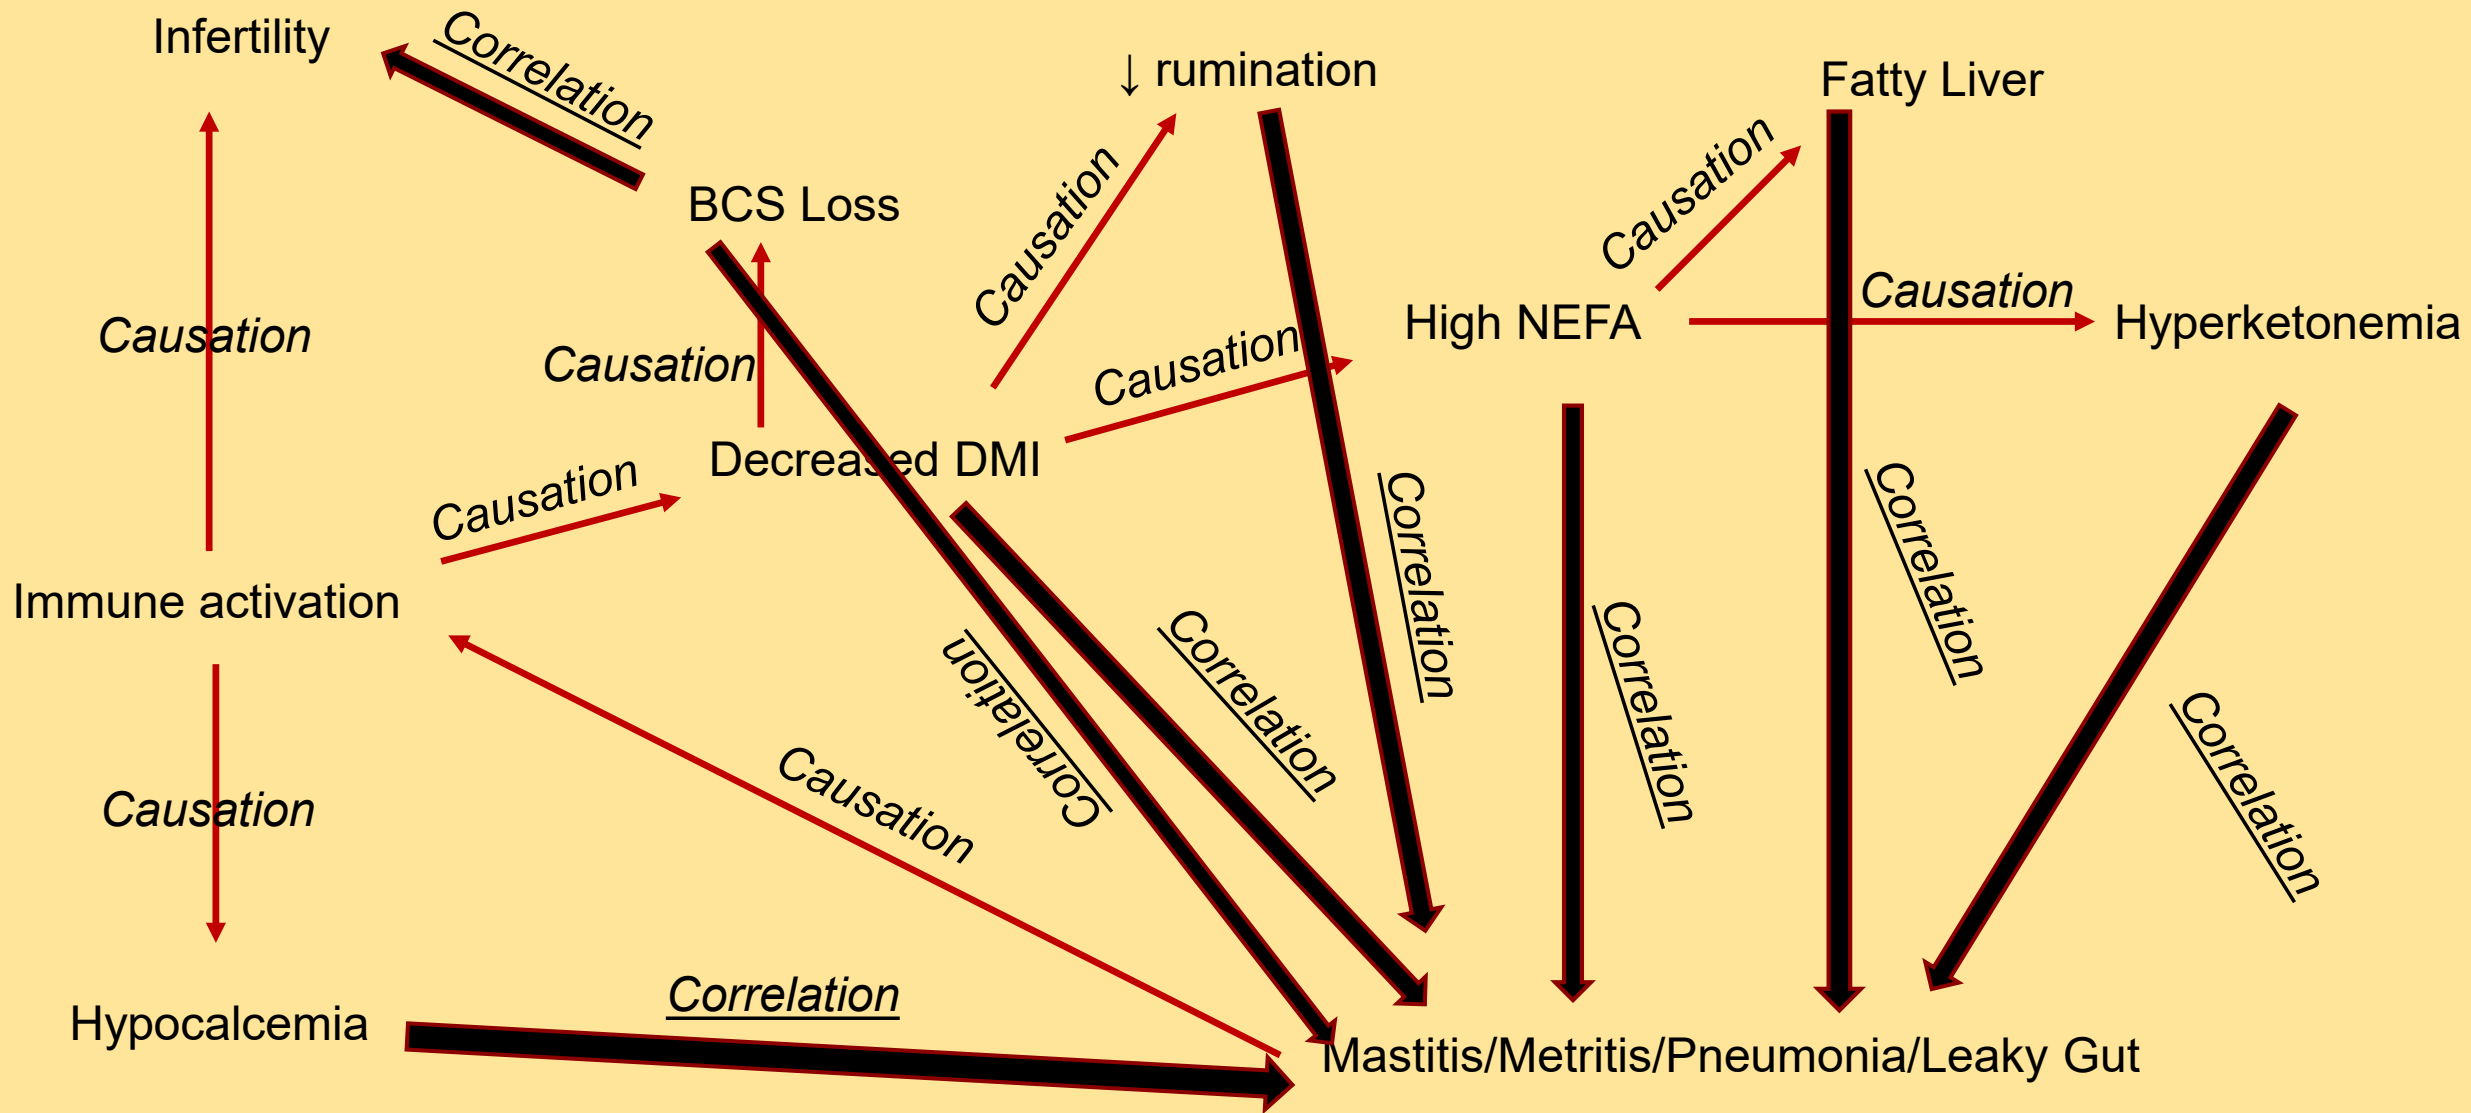 Infertility
Correlation
↓ rumination
Fatty Liver
Causation
BCS Loss
Causation
Causation
Causation
High NEFA
Hyperketonemia
Causation
Causation
Causation
Decreased DMI
Causation
Correlation
Correlation
Immune activation
Correlation
Correlation
Correlation
Correlation
Causation
Causation
Correlation
Hypocalcemia
Mastitis/Metritis/Pneumonia/Leaky Gut